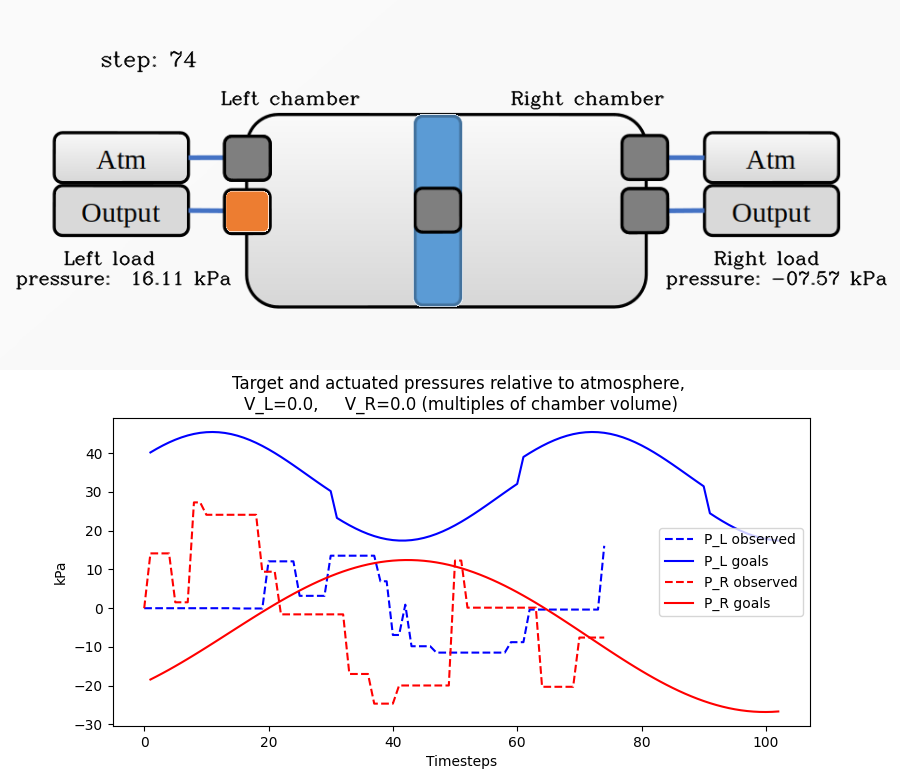 step: 74
Left chamber
Right chamber
Atm
Atm
Output
Output
Left load
pressure: 16.11 kPa
Right load
pressure: -07.57 kPa
Target and actuated pressures relative to atmosphere,
V_L=0.0, V_R=0.0 (multiples of chamber volume)
kPa
40
30
20
10
0
−10
−20
−30
P_L observed
P_L goals
P_R observed
P_R goals
0 20 40 60 80 100
Timesteps